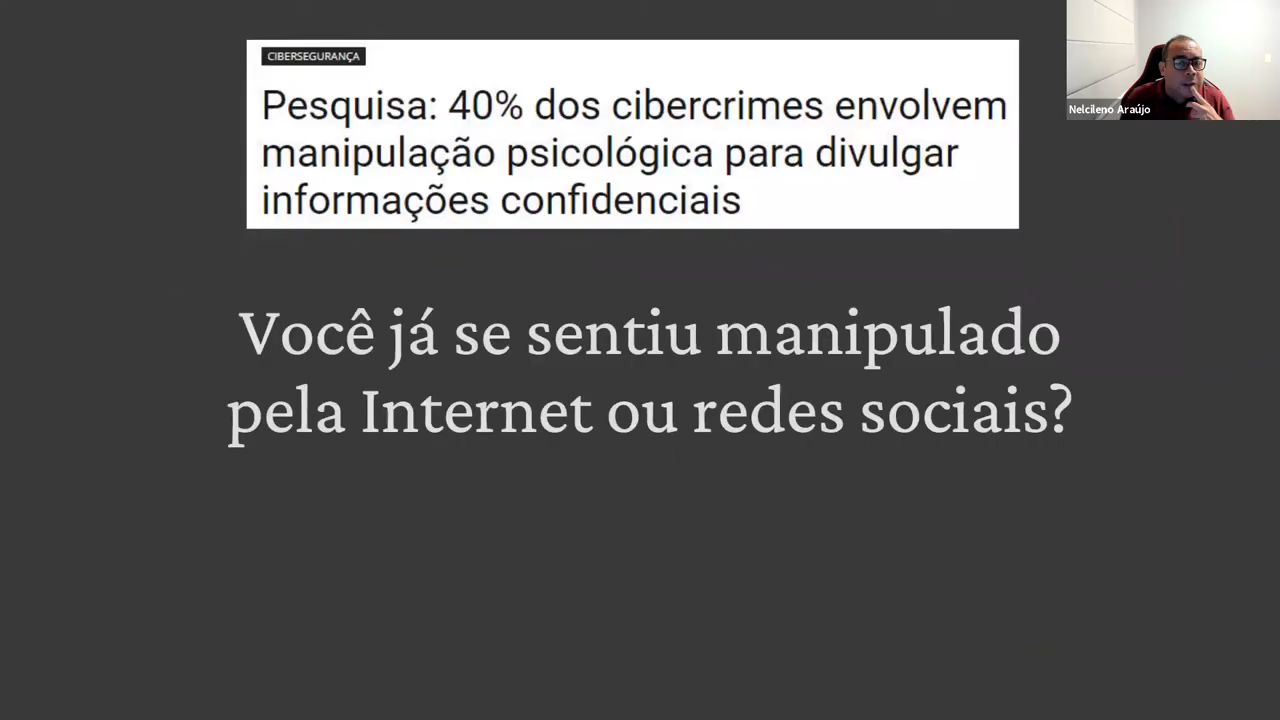 CIBERSEGURANÇA
Pesquisa: 40% dos cibercrimes envolvem
manipulação psicológica para divulgar
informações confidenciais
Nelcileno Araújo
Você já se sentiu manipulado
pela Internet ou redes sociais?